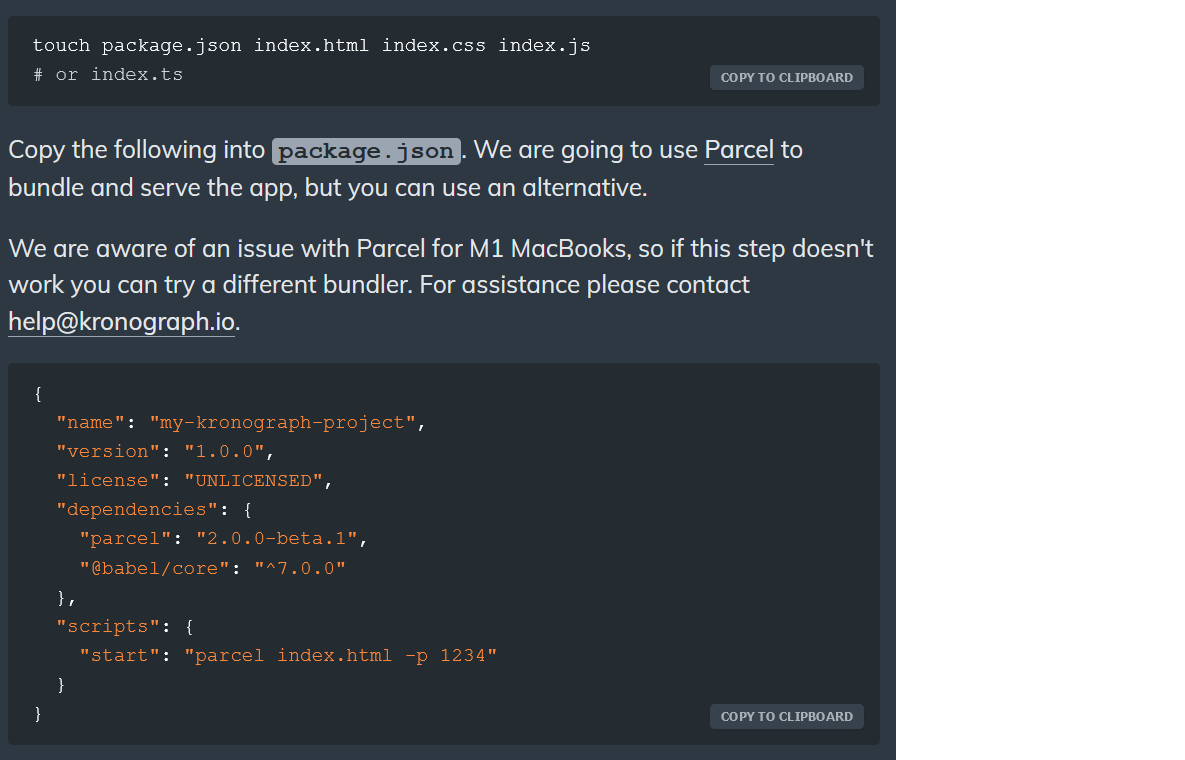 touch package.json index.html index.css index.js
# or index.ts
COPY TO CLIPBOARD
Copy the following into package.json. We are going to use Parcel to
bundle and serve the app, but you can use an alternative.
We are aware of an issue with Parcel for M1 MacBooks, so if this step doesn't
work you can try a different bundler. For assistance please contact
help@kronograph.io.
{
  "name": "my-kronograph-project",
  "version": "1.0.0",
  "license": "UNLICENSED",
  "dependencies": {
    "parcel": "2.0.0-beta.1",
    "@babel/core": "^7.0.0"
  },
  "scripts": {
    "start": "parcel index.html -p 1234"
  }
}
COPY TO CLIPBOARD